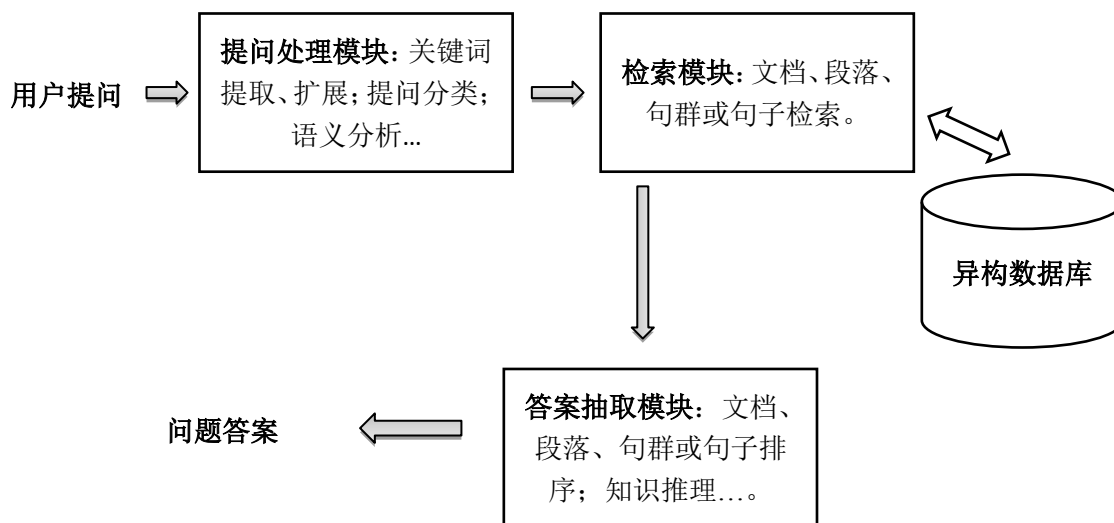 用户提问
提问处理模块：关键词
提取、扩展；提问分类；
语义分析...
检索模块：文档、段落、
句群或句子检索。
异构数据库
答案抽取模块：文档、
段落、句群或句子排
序；知识推理…。
问题答案